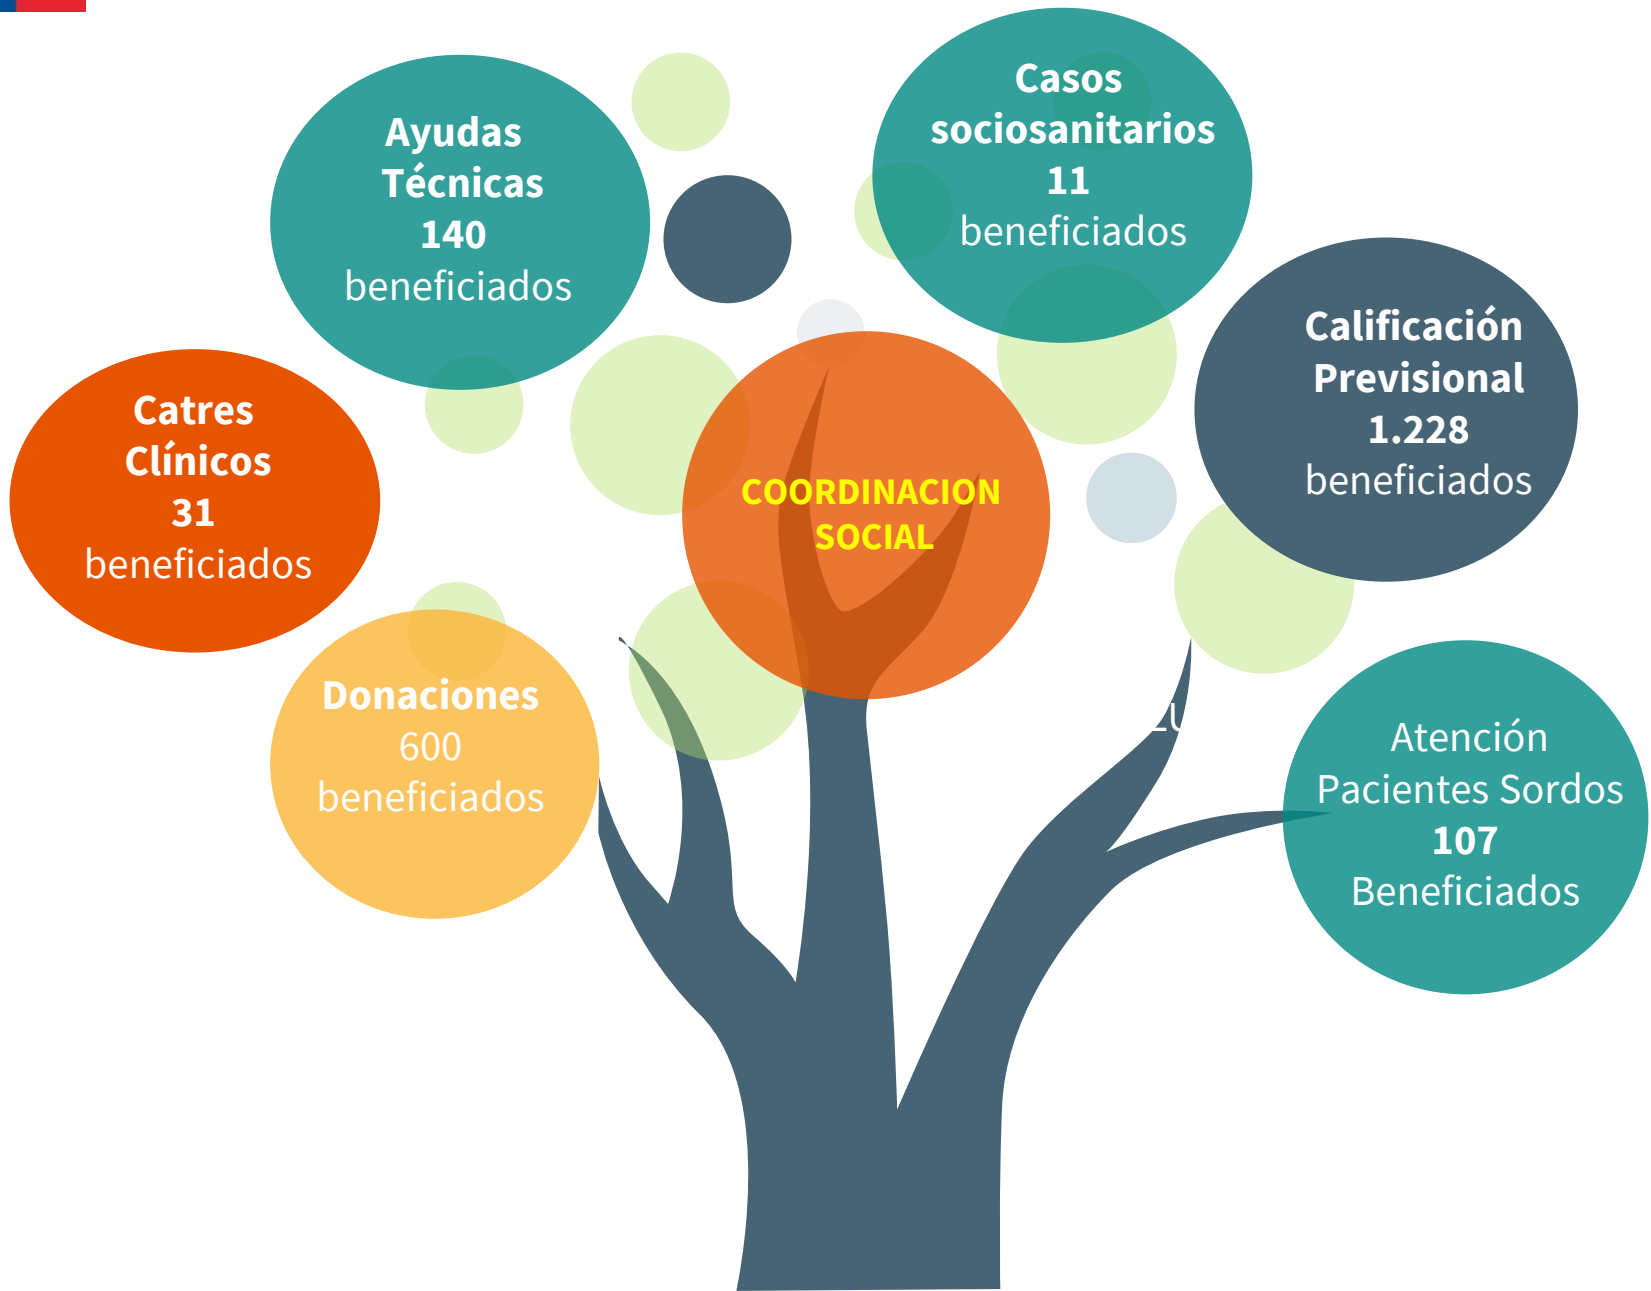 Ayudas
Técnicas
140
beneficiados
Casos
sociosanitarios
11
beneficiados
Calificación
Previsional
1.228
beneficiados
Catres
Clínicos
31
beneficiados
COORDINACION
SOCIAL
Donaciones
600
beneficiados
Atención
Pacientes Sordos
107
Beneficiados